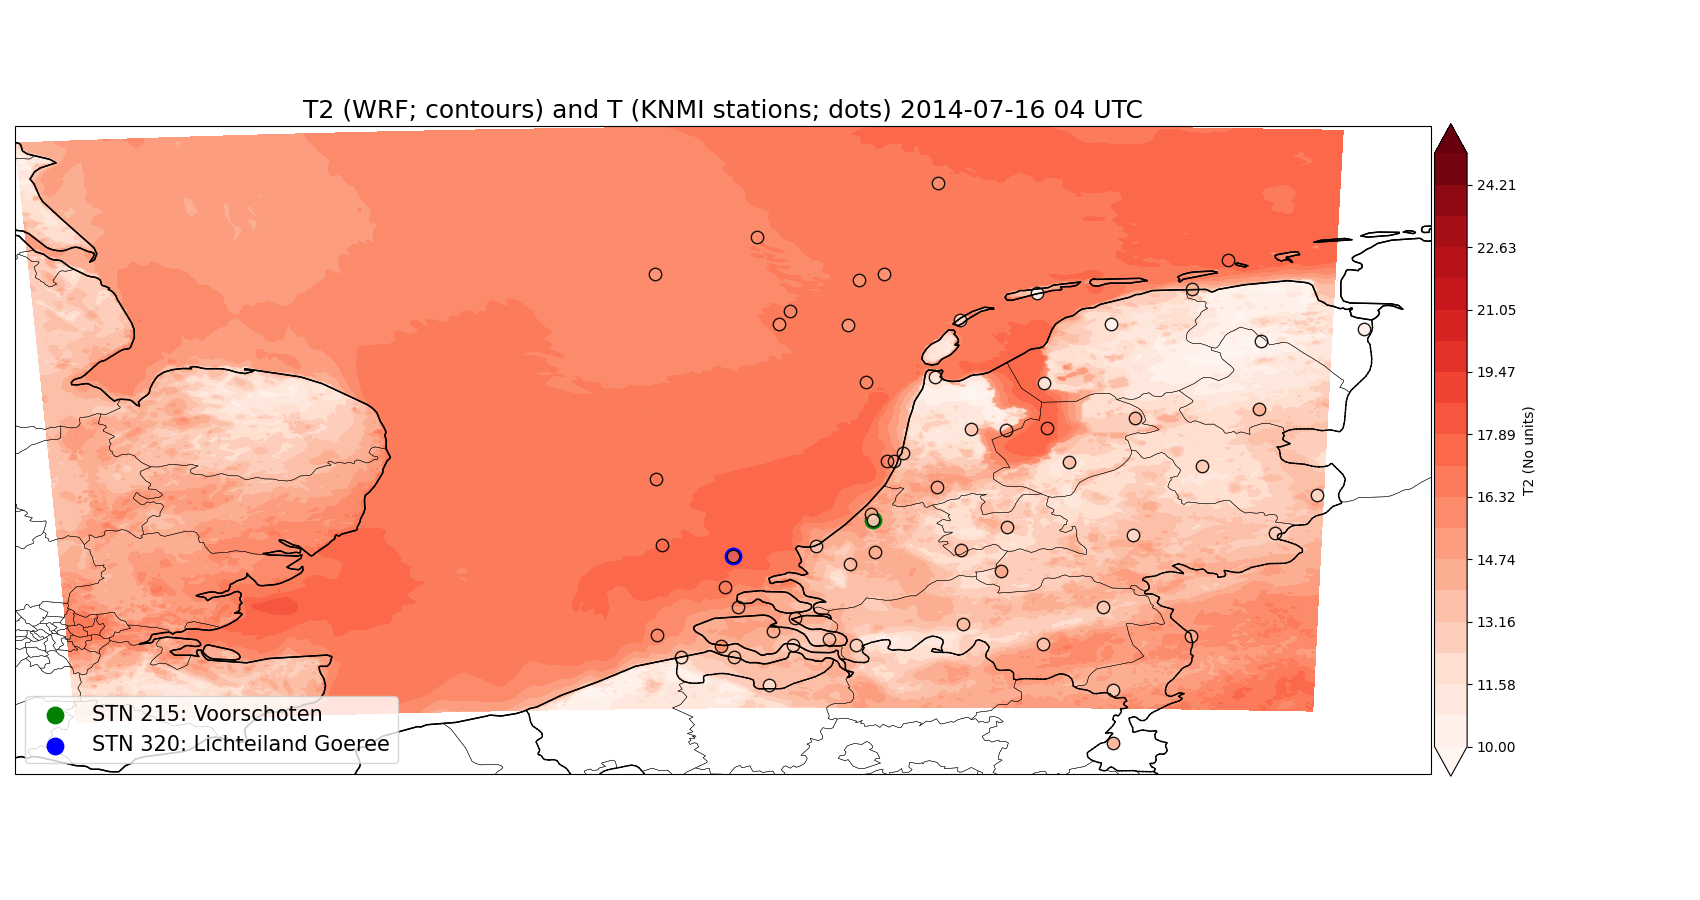 T2 (WRF; contours) and T (KNMI stations; dots) 2014-07-16 04 UTC
24.21
22.63
21.05
19.47
17.89
16.32
14.74
13.16
11.58
10.00
T2 (No units)
STN 215: Voorschoten
STN 320: Lichteiland Goeree